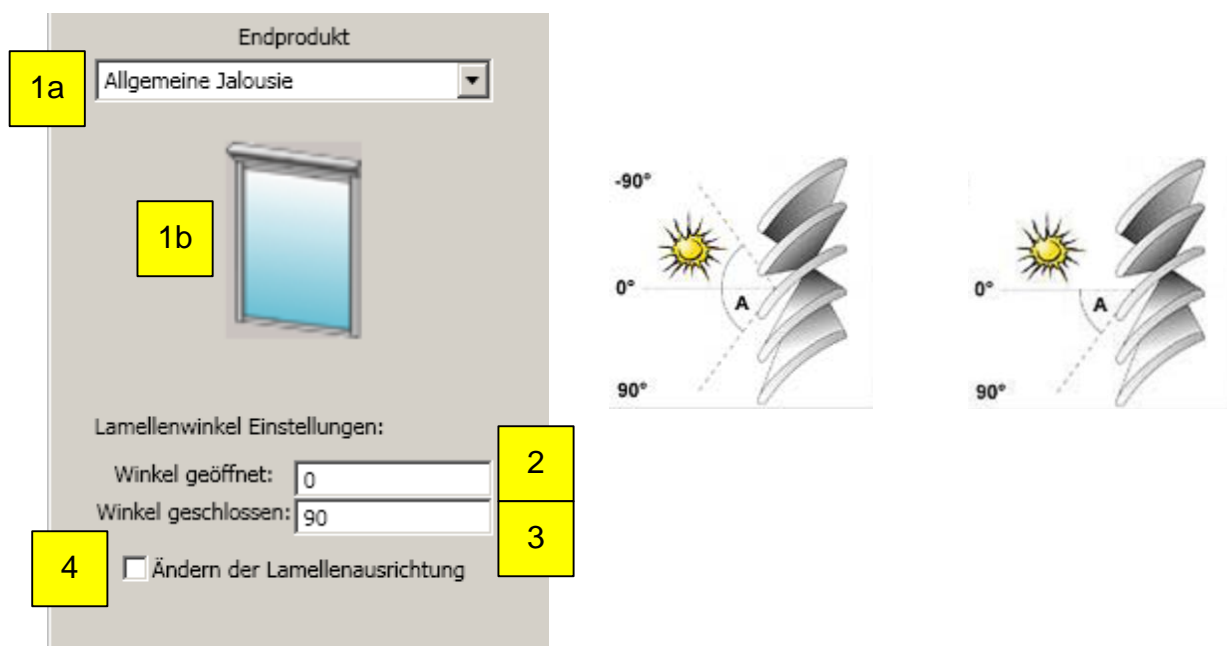 Endprodukt
1a
Allgemeine Jalousie
1b
Lamellenwinkel Einstellungen:
Winkel geöffnet: 0
2
Winkel geschlossen: 90
3
4
Ändern der Lamellenausrichtung
-90°
0°
A
90°
0°
A
90°